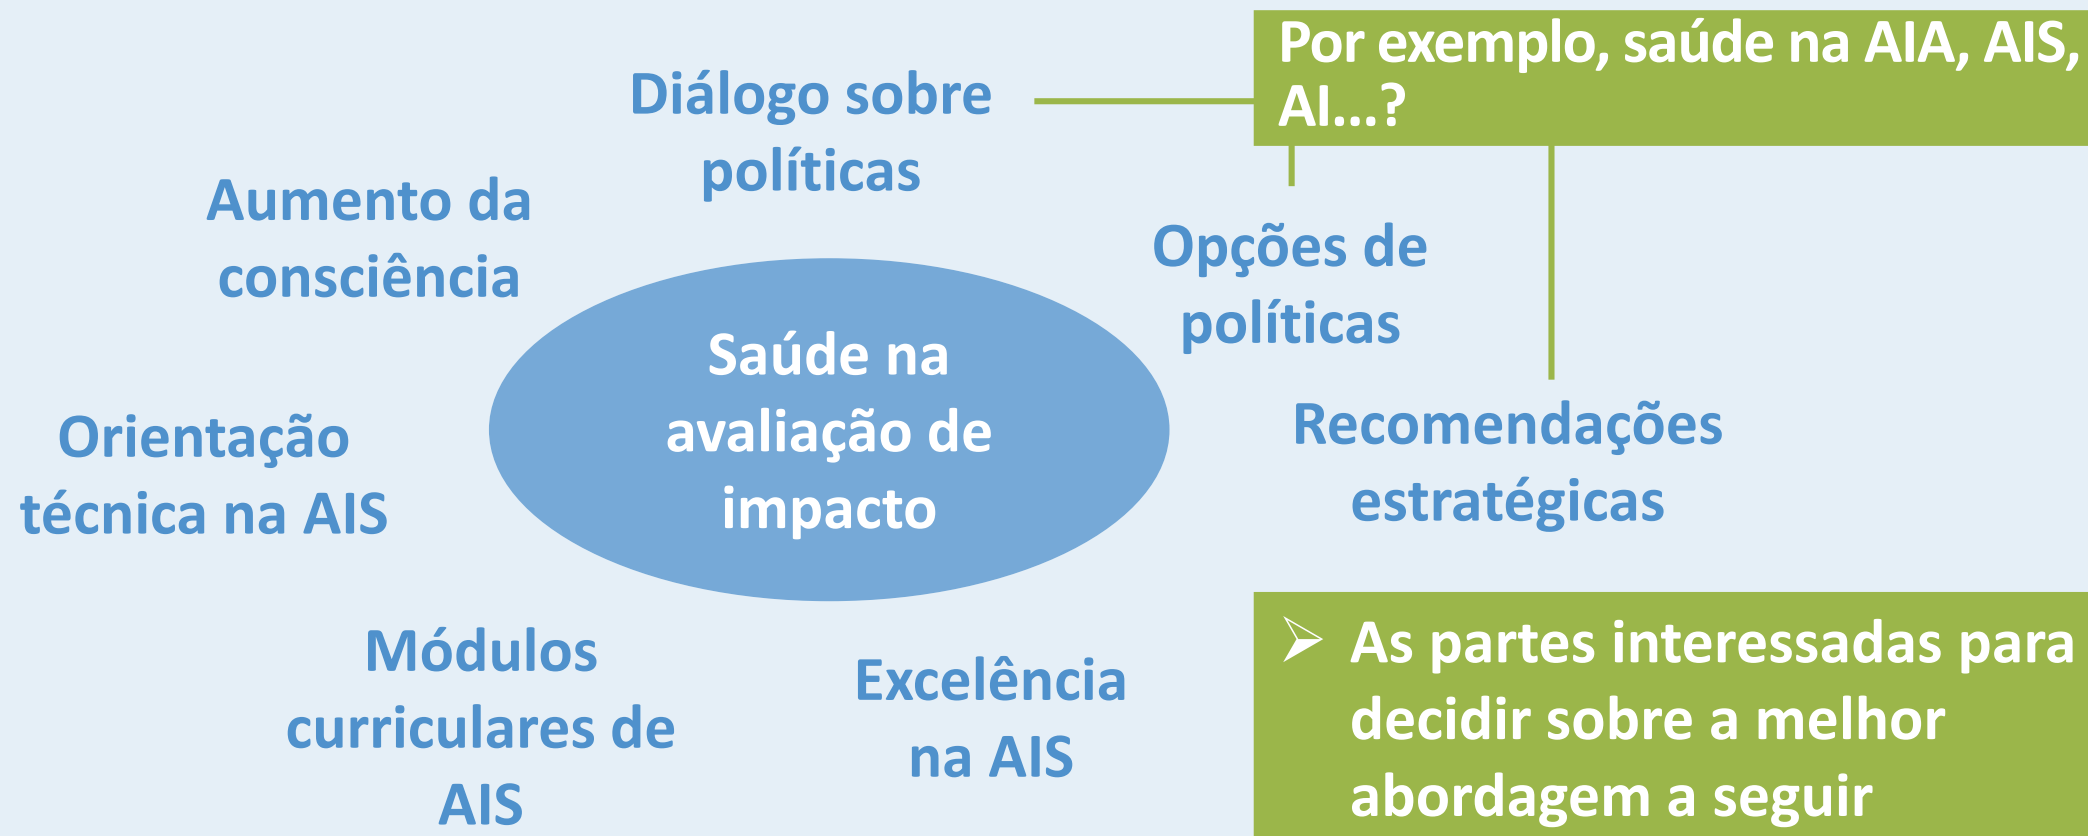 Por exemplo, saúde na AIA, AIS,
AI...?
Diálogo sobre
políticas
Aumento da
consciência
Opções de
políticas
Saúde na
avaliação de
impacto
Orientação
técnica na AIS
Recomendações
estratégicas
Módulos
curriculares de
AIS
Excelência
na AIS
➢ As partes interessadas para
decidir sobre a melhor
abordagem a seguir